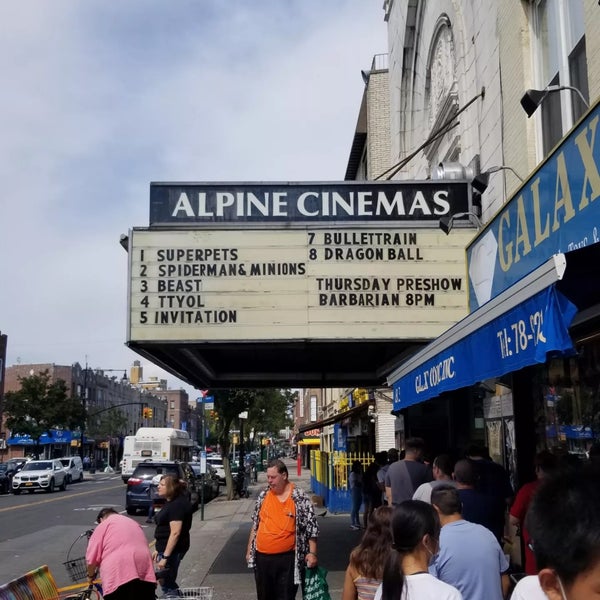 ALPINE CINEMAS
1 SUPERPETS
2 SPIDERMAN & MINIONS
3 BEAST
4 TTYOL
5 INVITATION
7 BULLETTRAIN
8 DRAGON BALL
THURSDAY PRESHOW
BARBARIAN 8PM
GALAX
Tel: 78-